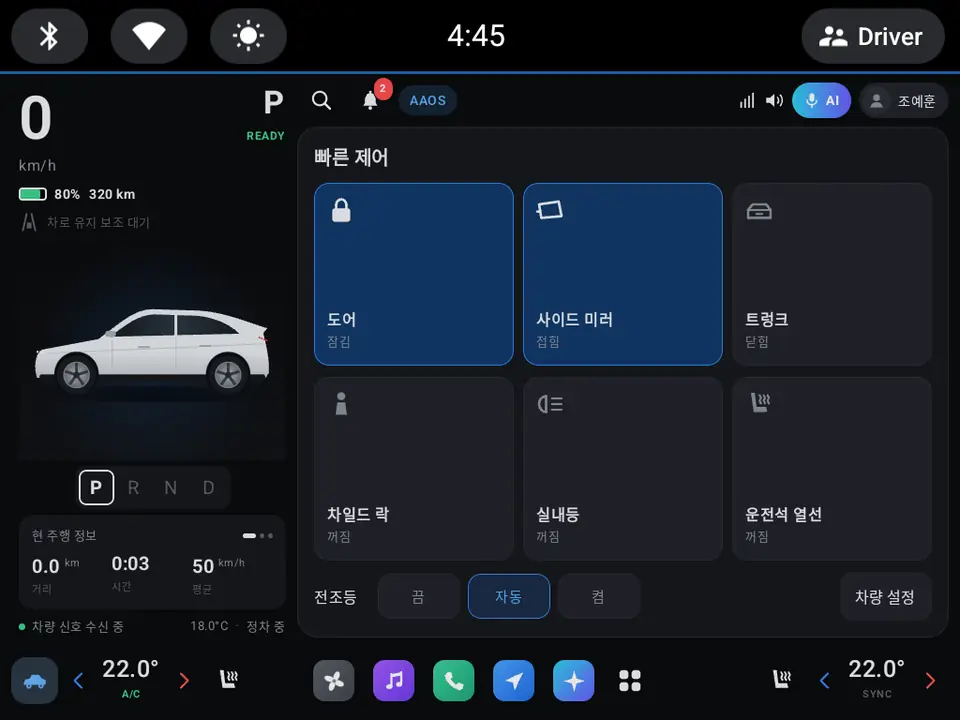 4:45
Driver
0
P
READY
km/h
80% 320 km
차로 유지 보조 대기
2
AAOS
AI
조예훈
빠른 제어
도어
잠김
사이드 미러
접힘
트렁크
닫힘
차일드 락
꺼짐
실내등
꺼짐
운전석 열선
꺼짐
P R N D
현 주행 정보
0.0 km
거리
0:03
시간
50 km/h
평균
차량 신호 수신 중
18.0°C · 정차 중
전조등
끔
자동
켬
차량 설정
22.0°
A/C
22.0°
SYNC